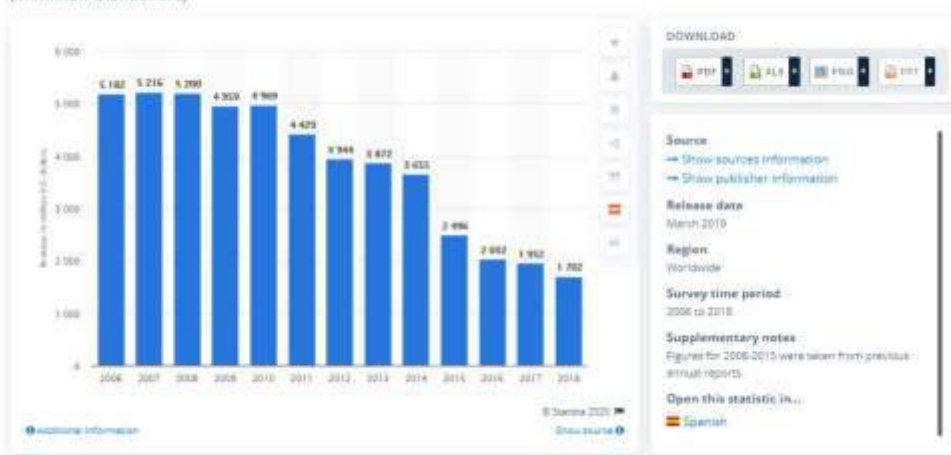 6 000
5 000
4 000
3 000
2 000
1 000
0
5 182
5 216
5 200
4 959
4 969
4 429
3 944
3 872
3 655
2 496
1 952
1 702
2006 2007 2008 2009 2010 2011 2012 2013 2014 2015 2016 2017 2018
© Statista 2020
Additional Information
Show source
DOWNLOAD
PDF
XLS
PNG
PPT
Source
→ Show sources information
→ Show publisher information
Release date
March 2019
Region
Worldwide
Survey time period
2006 to 2018
Supplementary notes
Figures for 2006-2015 were taken from previous
annual reports.
Open this statistic in...
Spanish